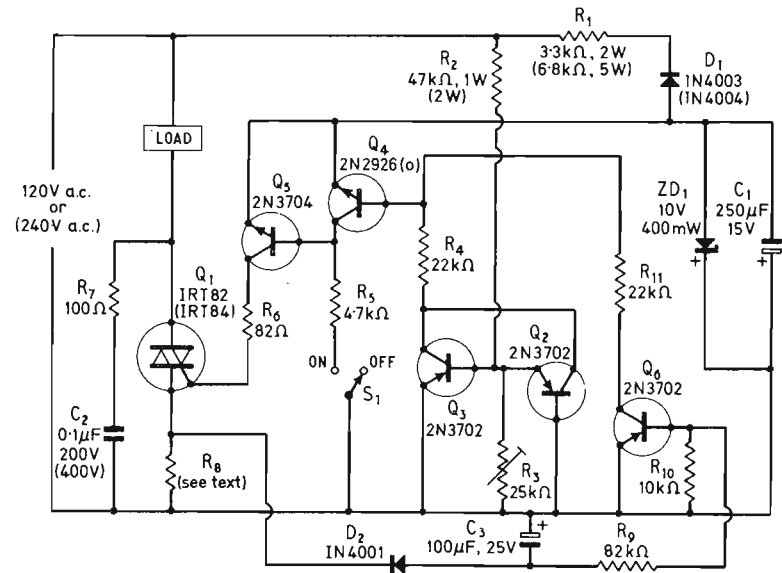 R1
3·3kΩ, 2W
(6·8kΩ, 5W)
R2
47kΩ, 1W
(2W)
D1
IN4003
(IN4004)
LOAD
Q4
2N2926(o)
Q5
2N3704
120V a.c.
or
(240V a.c.)
ZD1
10V
400mW
+
C1
250µF
15V
+
R7
100Ω
Q1
IRT82
(IRT84)
R6
82Ω
R5
4·7kΩ
R4
22kΩ
R11
22kΩ
ON
OFF
S1
Q2
2N3702
Q3
2N3702
Q6
2N3702
C2
0·1µF
200V
(400V)
R8
(see text)
R3
25kΩ
R10
10kΩ
D2
IN4001
C3
100µF, 25V
+
R9
82kΩ